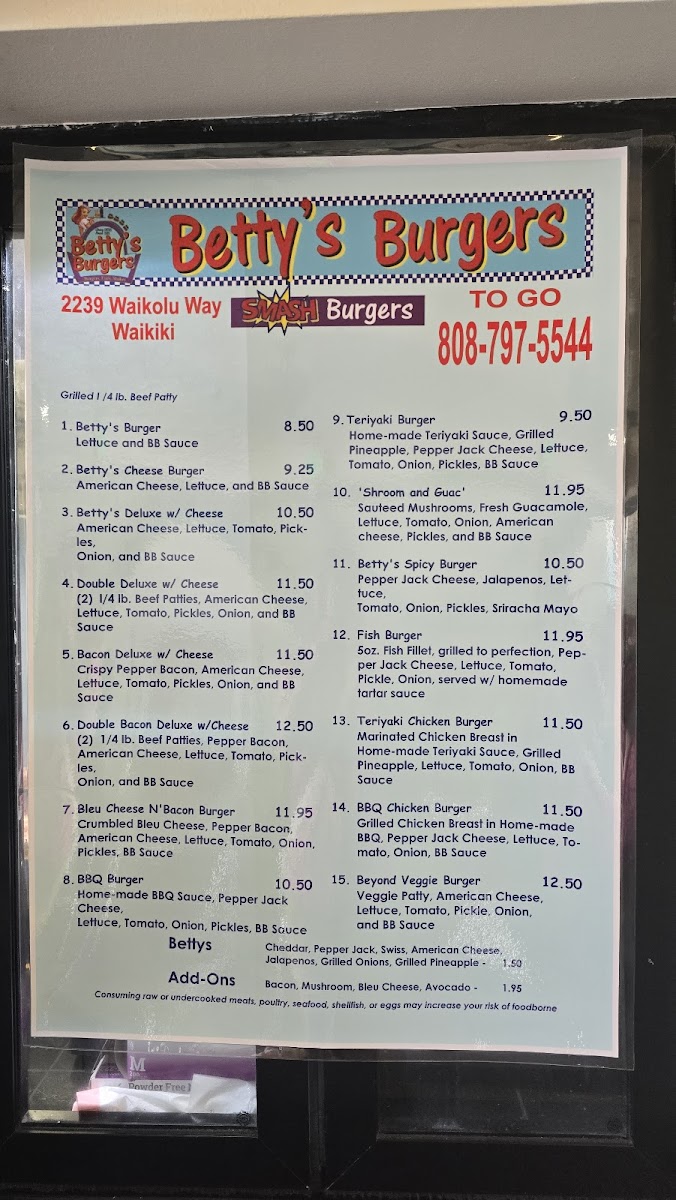 Betty's
Burgers
Betty's Burgers
2239 Waikolu Way
Waikiki
SMASH Burgers
TO GO
808-797-5544
Grilled 1/4 lb. Beef Patty
1. Betty's Burger 8.50
Lettuce and BB Sauce
2. Betty's Cheese Burger 9.25
American Cheese, Lettuce, and BB Sauce
3. Betty's Deluxe w/ Cheese 10.50
American Cheese, Lettuce, Tomato, Pick-
les,
Onion, and BB Sauce
4. Double Deluxe w/ Cheese 11.50
(2) 1/4 lb. Beef Patties, American Cheese,
Lettuce, Tomato, Pickles, Onion, and BB
Sauce
5. Bacon Deluxe w/ Cheese 11.50
Crispy Pepper Bacon, American Cheese,
Lettuce, Tomato, Pickles, Onion, and BB
Sauce
6. Double Bacon Deluxe w/Cheese 12.50
(2) 1/4 lb. Beef Patties, Pepper Bacon,
American Cheese, Lettuce, Tomato, Pick-
les,
Onion, and BB Sauce
7. Bleu Cheese N'Bacon Burger 11.95
Crumbled Bleu Cheese, Pepper Bacon,
American Cheese, Lettuce, Tomato, Onion,
Pickles, BB Sauce
8. BBQ Burger 10.50
Home-made BBQ Sauce, Pepper Jack
Cheese,
Lettuce, Tomato, Onion, Pickles, BB Sauce
9. Teriyaki Burger 9.50
Home-made Teriyaki Sauce, Grilled
Pineapple, Pepper Jack Cheese, Lettuce,
Tomato, Onion, Pickles, BB Sauce
10. 'Shroom and Guac' 11.95
Sauteed Mushrooms, Fresh Guacamole,
Lettuce, Tomato, Onion, American
cheese, Pickles, and BB Sauce
11. Betty's Spicy Burger 10.50
Pepper Jack Cheese, Jalapenos, Let-
tuce,
Tomato, Onion, Pickles, Sriracha Mayo
12. Fish Burger 11.95
5oz. Fish Fillet, grilled to perfection, Pep-
per Jack Cheese, Lettuce, Tomato,
Pickle, Onion, served w/ homemade
tartar sauce
13. Teriyaki Chicken Burger 11.50
Marinated Chicken Breast in
Home-made Teriyaki Sauce, Grilled
Pineapple, Lettuce, Tomato, Onion, BB
Sauce
14. BBQ Chicken Burger 11.50
Grilled Chicken Breast in Home-made
BBQ, Pepper Jack Cheese, Lettuce, To-
mato, Onion, BB Sauce
15. Beyond Veggie Burger 12.50
Veggie Patty, American Cheese,
Lettuce, Tomato, Pickle, Onion,
and BB Sauce
Bettys
Add-Ons
Cheddar, Pepper Jack, Swiss, American Cheese,
Jalapenos, Grilled Onions, Grilled Pineapple - 1.50
Bacon, Mushroom, Bleu Cheese, Avocado - 1.95
Consuming raw or undercooked meats, poultry, seafood, shellfish, or eggs may increase your risk of foodborne
M
Powder Free